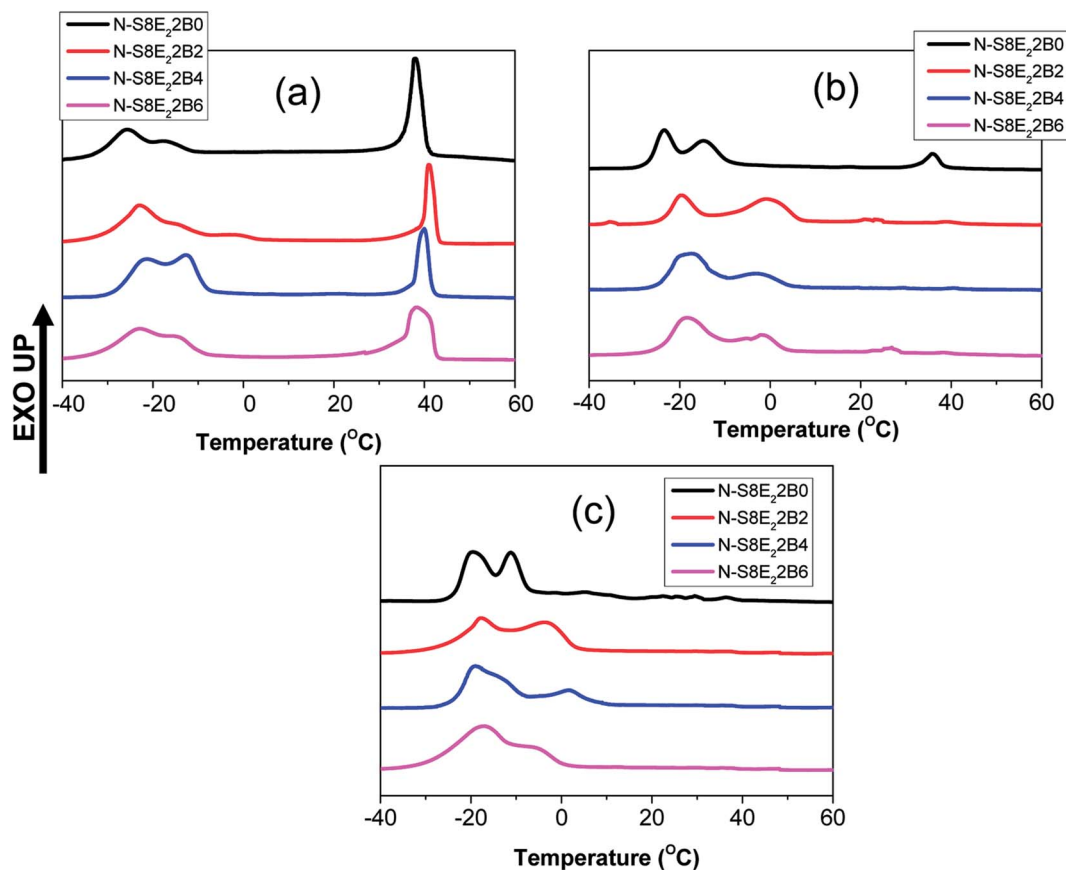 N-S8E₂2B0
N-S8E₂2B2
N-S8E₂2B4
N-S8E₂2B6
(a)
-40 -20 0 20 40 60
Temperature (°C)
EXO UP
N-S8E₂2B0
N-S8E₂2B2
N-S8E₂2B4
N-S8E₂2B6
(b)
-40 -20 0 20 40 60
Temperature (°C)
N-S8E₂2B0
N-S8E₂2B2
N-S8E₂2B4
N-S8E₂2B6
(c)
-40 -20 0 20 40 60
Temperature (°C)